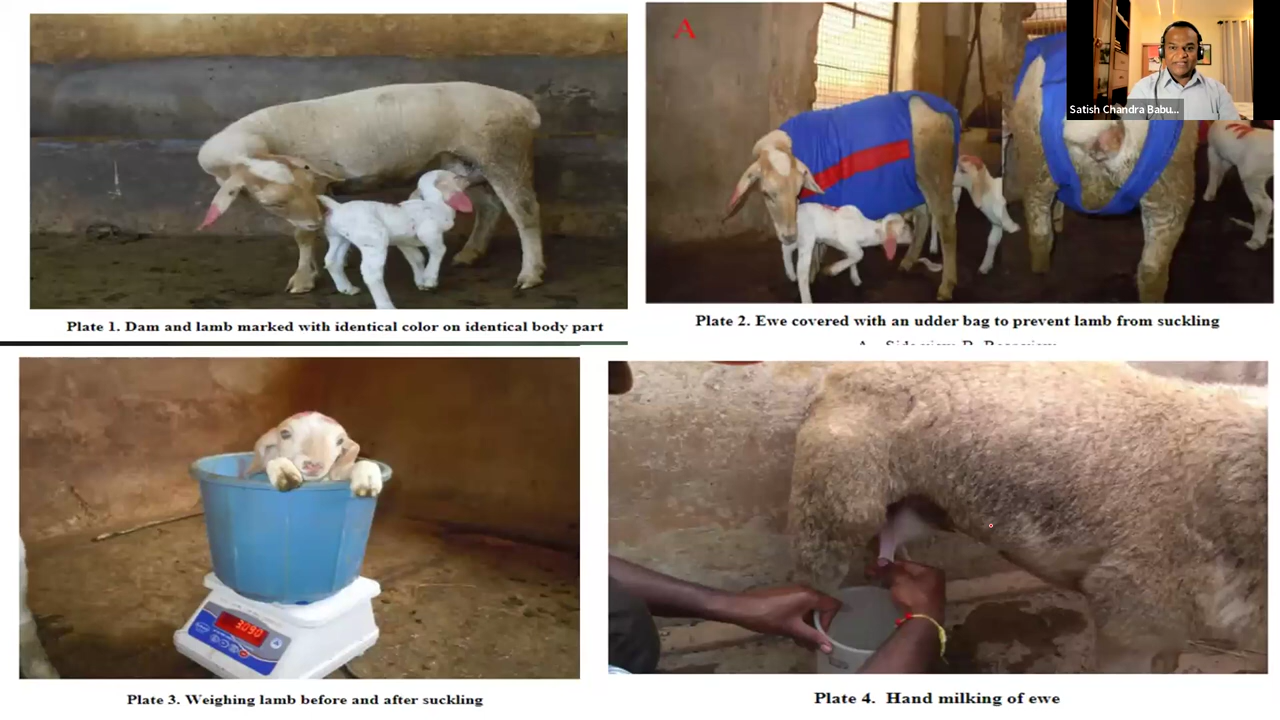 A
Satish Chandra Babu...
Plate 1. Dam and lamb marked with identical color on identical body part
Plate 2. Ewe covered with an udder bag to prevent lamb from suckling
3.090
Plate 3. Weighing lamb before and after suckling
Plate 4. Hand milking of ewe